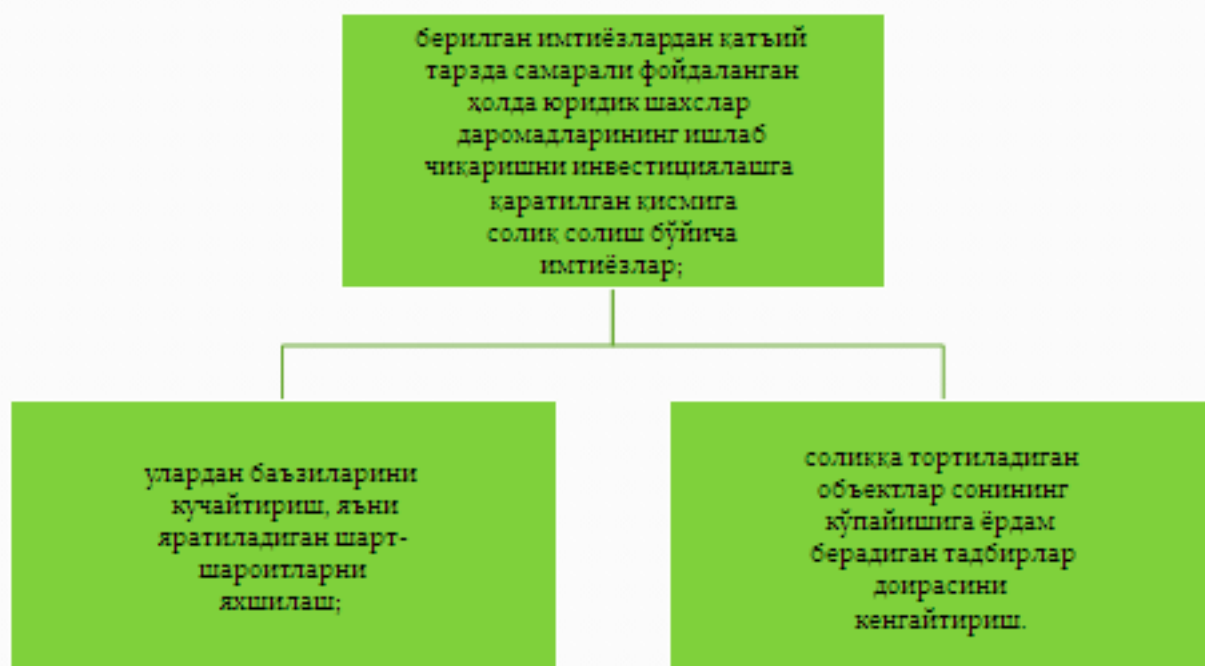 берилган имтиёзлардан қатъий
тарзда самарали фойдаланган
ҳолда юридик шахслар
даромадларининг ишлаб
чиқаришни инвестициялашга
қаратилган қисмига
солиқ солиш бўйича
имтиёзлар;
улардан баъзиларини
кучайтириш, яъни
яратиладиган шарт-
шароитларни
яхшилаш;
солиққа тортиладиган
объектлар сонининг
кўпайишига ёрдам
берадиган тадбирлар
доирасини
кенгайтириш.